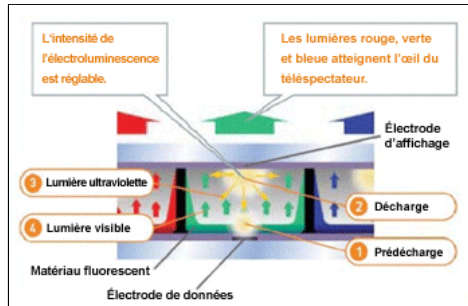 L'intensité de
l'électroluminescence
est réglable.
Les lumières rouge, verte
et bleue atteignent l'œil du
téléspectateur.
Électrode
d'affichage
3 Lumière ultraviolette
2 Décharge
4 Lumière visible
1 Prédécharge
Matériau fluorescent
Électrode de données